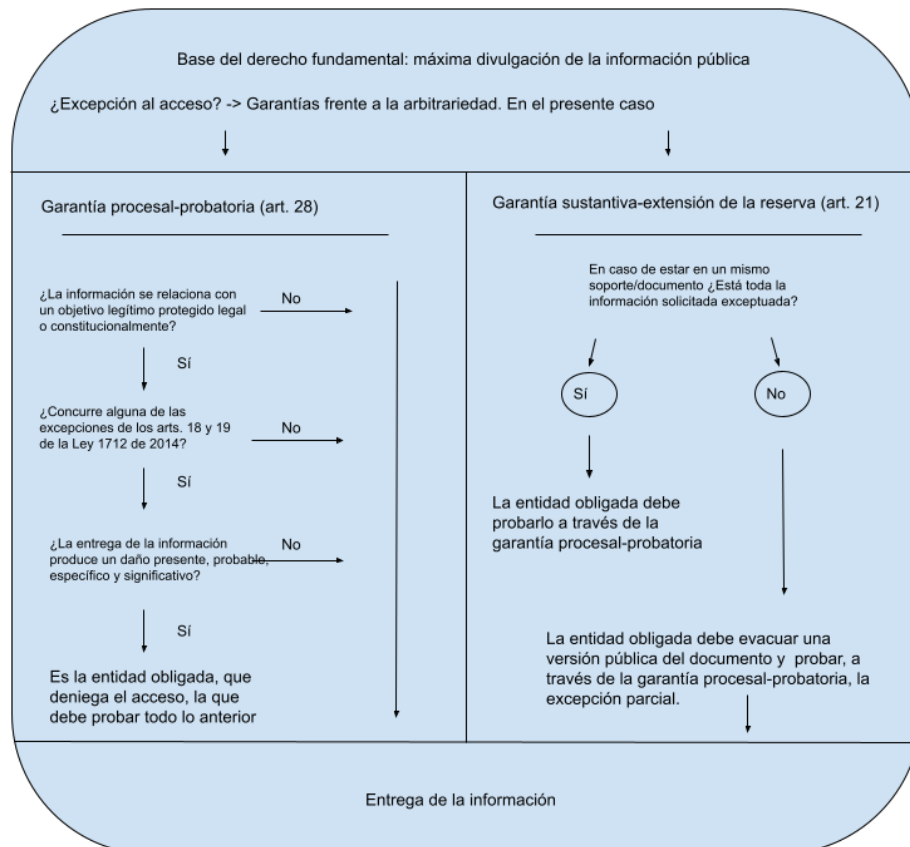 Base del derecho fundamental: máxima divulgación de la información pública
¿Excepción al acceso? -> Garantías frente a la arbitrariedad. En el presente caso
Garantía procesal-probatoria (art. 28)
¿La información se relaciona con
un objetivo legítimo protegido legal
o constitucionalmente?
No
Sí
¿Concurre alguna de las
excepciones de los arts. 18 y 19
de la Ley 1712 de 2014?
No
Sí
¿La entrega de la información
produce un daño presente, probable,
específico y significativo?
No
Sí
Es la entidad obligada, que
deniega el acceso, la que
debe probar todo lo anterior
Garantía sustantiva-extensión de la reserva (art. 21)
En caso de estar en un mismo
soporte/documento ¿Está toda la
información solicitada exceptuada?
Sí
No
La entidad obligada debe
probarlo a través de la
garantía procesal-probatoria
La entidad obligada debe evacuar una
versión pública del documento y probar, a
través de la garantía procesal-probatoria, la
excepción parcial.
Entrega de la información